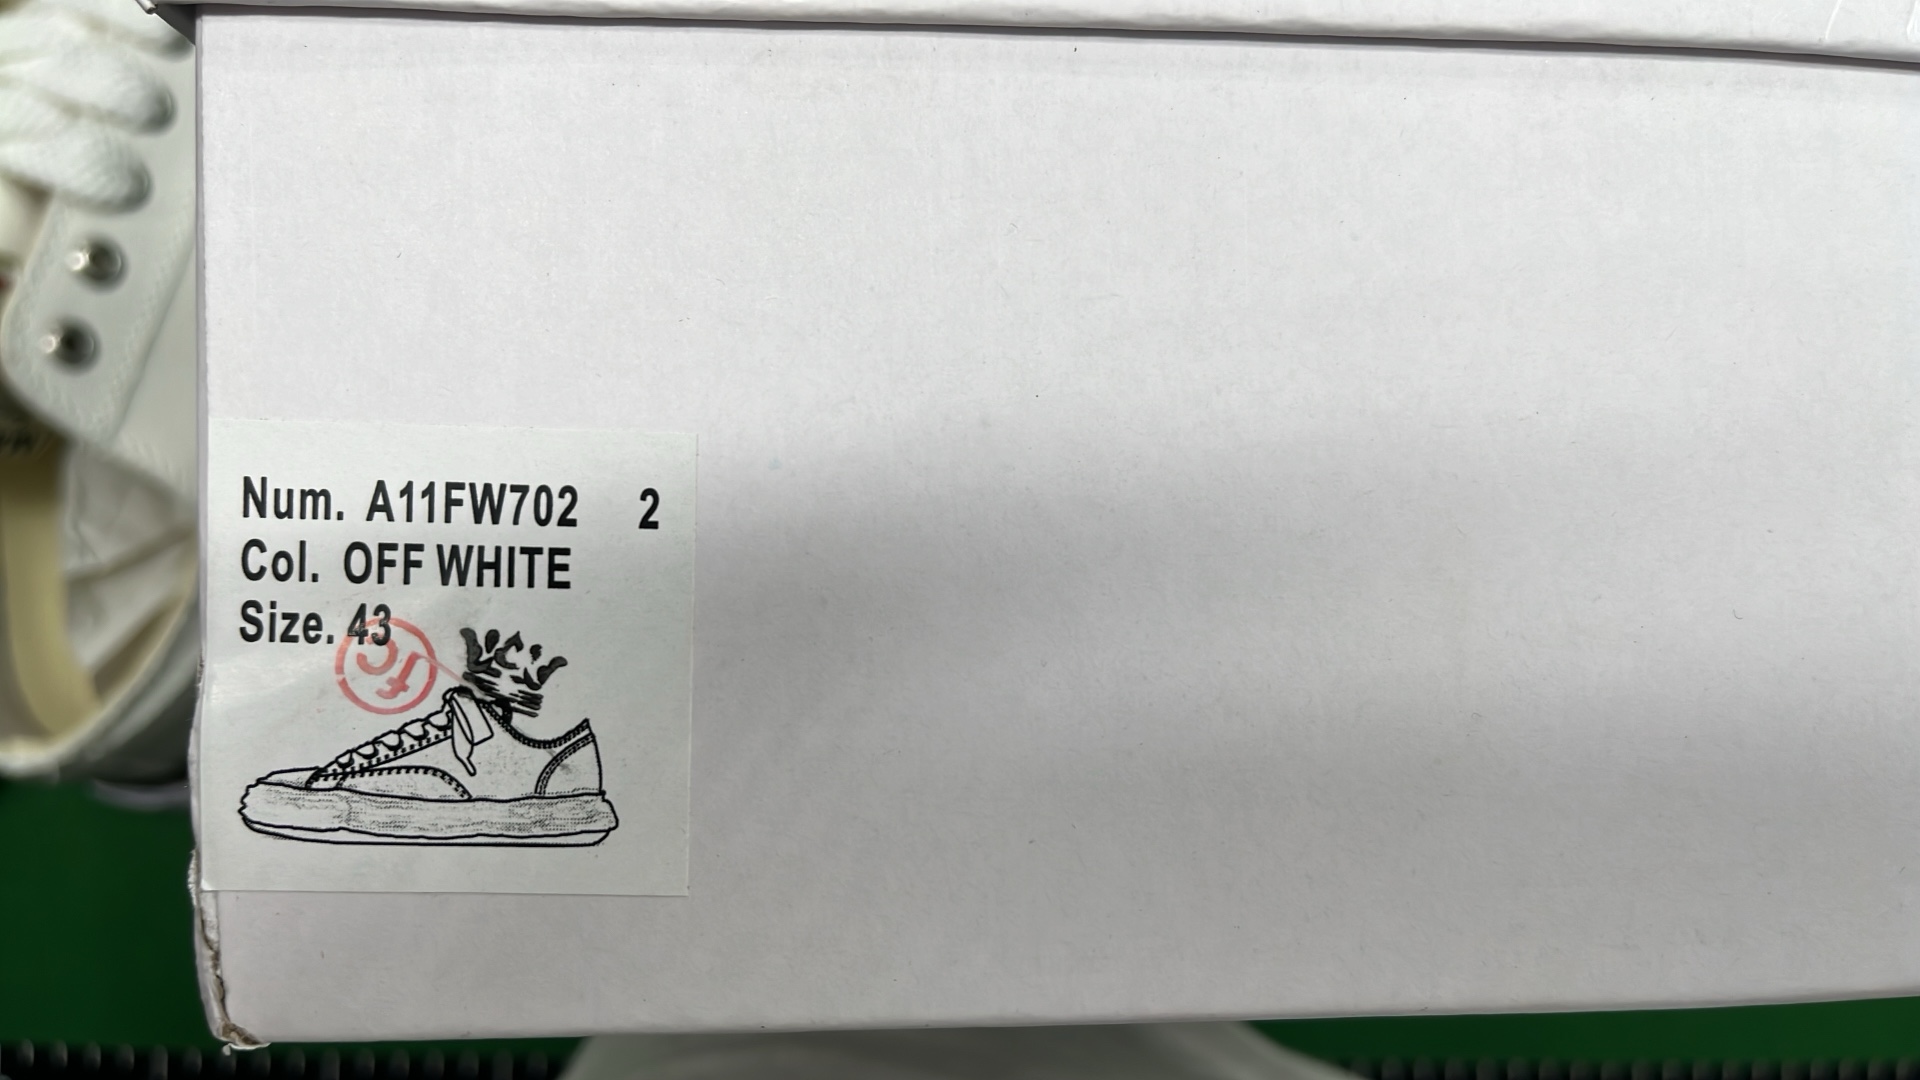 Num. A11FW702 2
Col. OFF WHITE
Size. 43